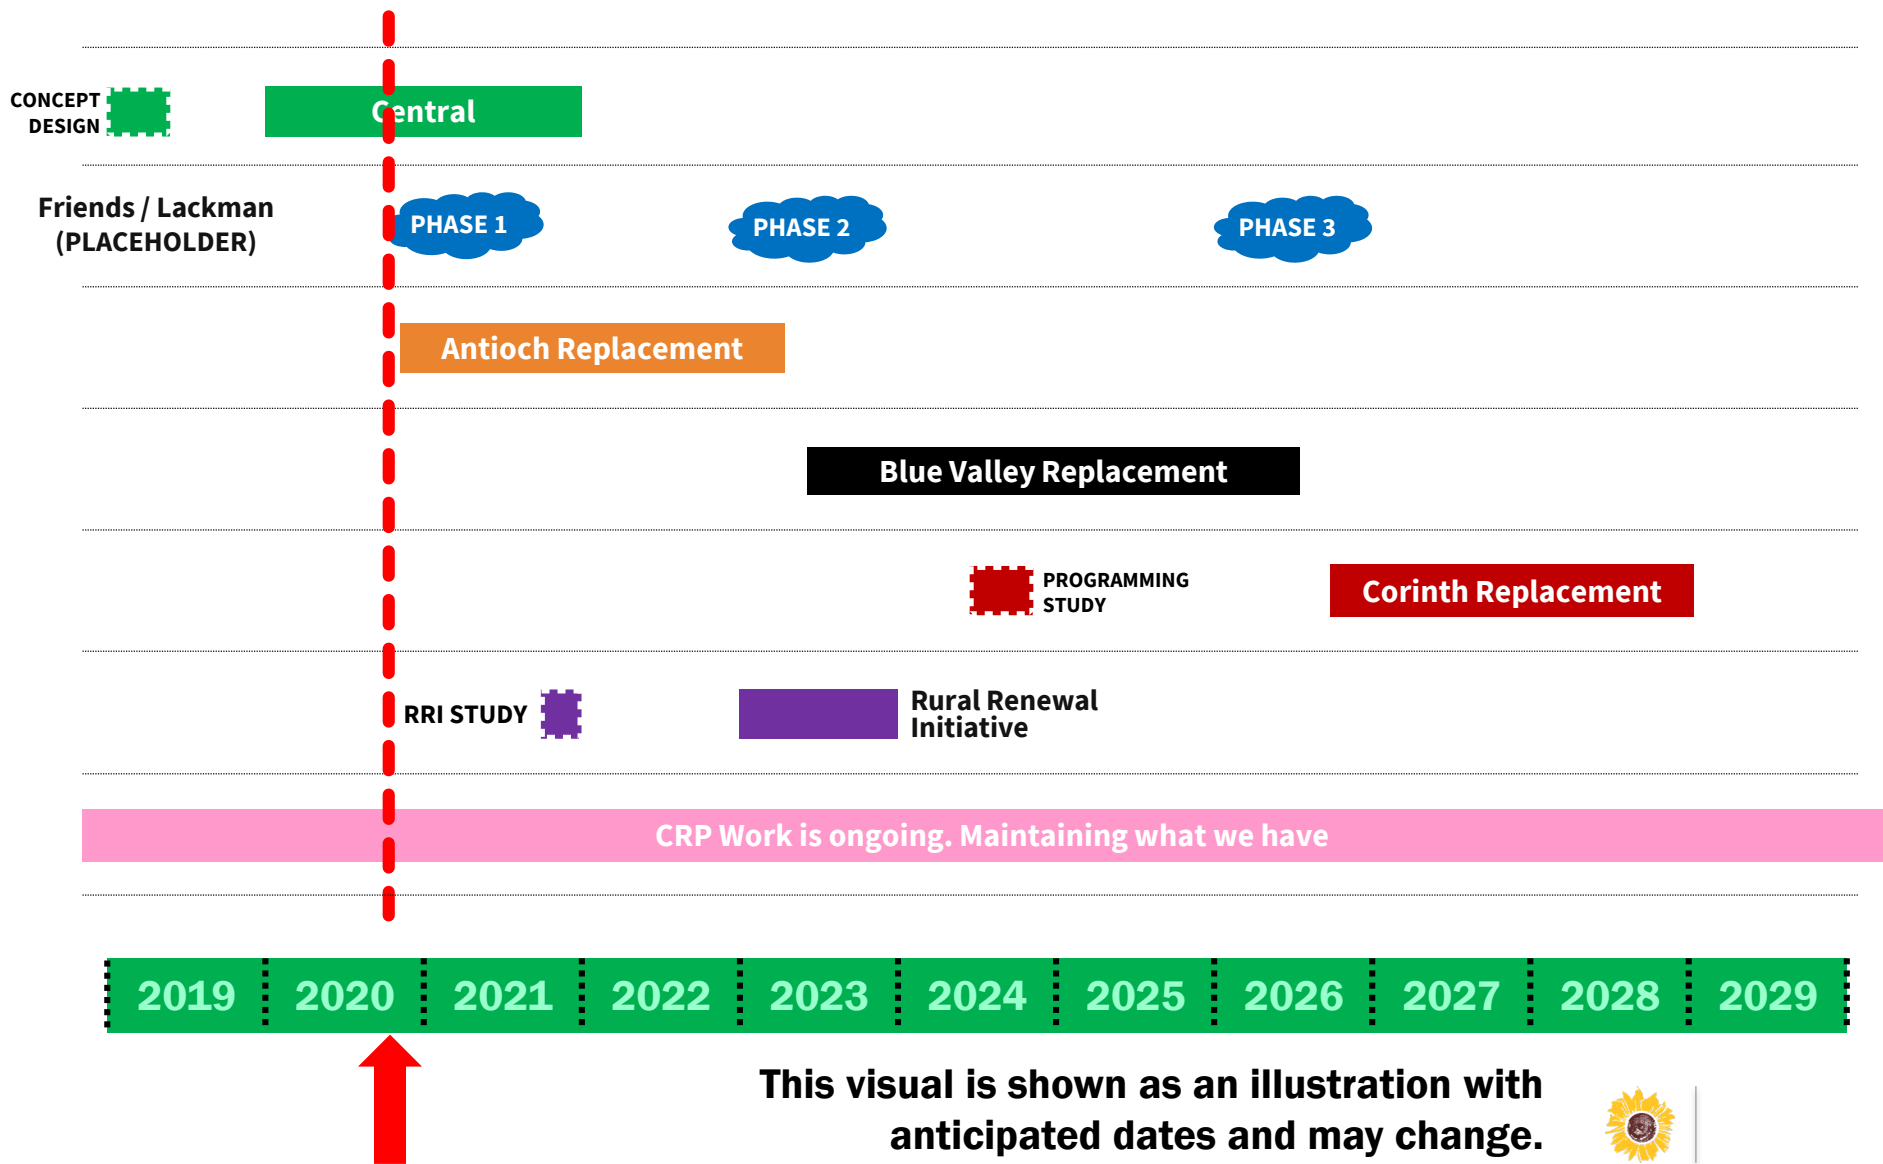 CONCEPT
DESIGN
Central
Friends / Lackman
(PLACEHOLDER)
PHASE 1
PHASE 2
PHASE 3
Antioch Replacement
Blue Valley Replacement
PROGRAMMING
STUDY
Corinth Replacement
RRI STUDY
Rural Renewal
Initiative
CRP Work is ongoing. Maintaining what we have
2019 2020 2021 2022 2023 2024 2025 2026 2027 2028 2029
This visual is shown as an illustration with
anticipated dates and may change.